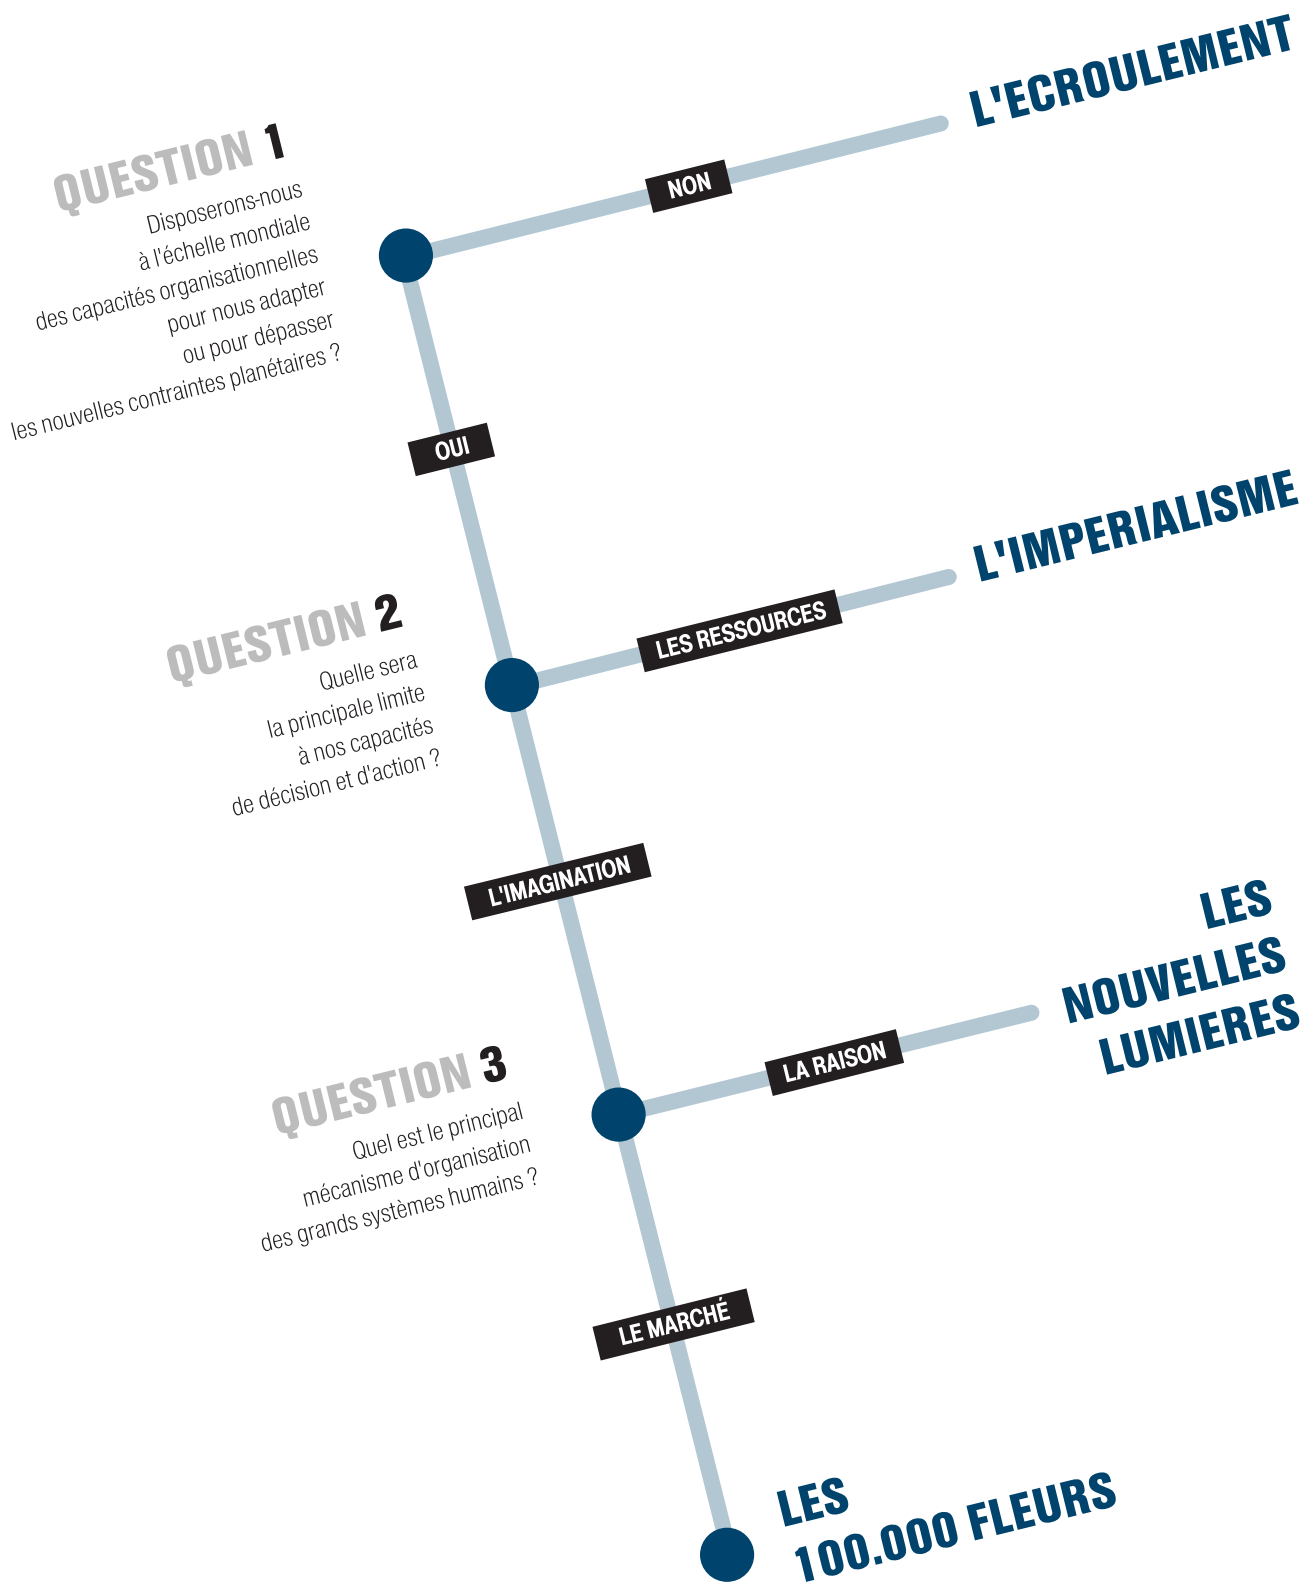 L'ECROULEMENT
QUESTION 1
Disposerons-nous
à l'échelle mondiale
des capacités organisationnelles
pour nous adapter
ou pour dépasser
les nouvelles contraintes planétaires ?
NON
OUI
L'IMPERIALISME
QUESTION 2
Quelle sera
la principale limite
à nos capacités
de décision et d'action ?
LES RESSOURCES
L'IMAGINATION
LES
NOUVELLES
LUMIERES
QUESTION 3
Quel est le principal
mécanisme d'organisation
des grands systèmes humains ?
LA RAISON
LE MARCHÉ
LES
100.000 FLEURS